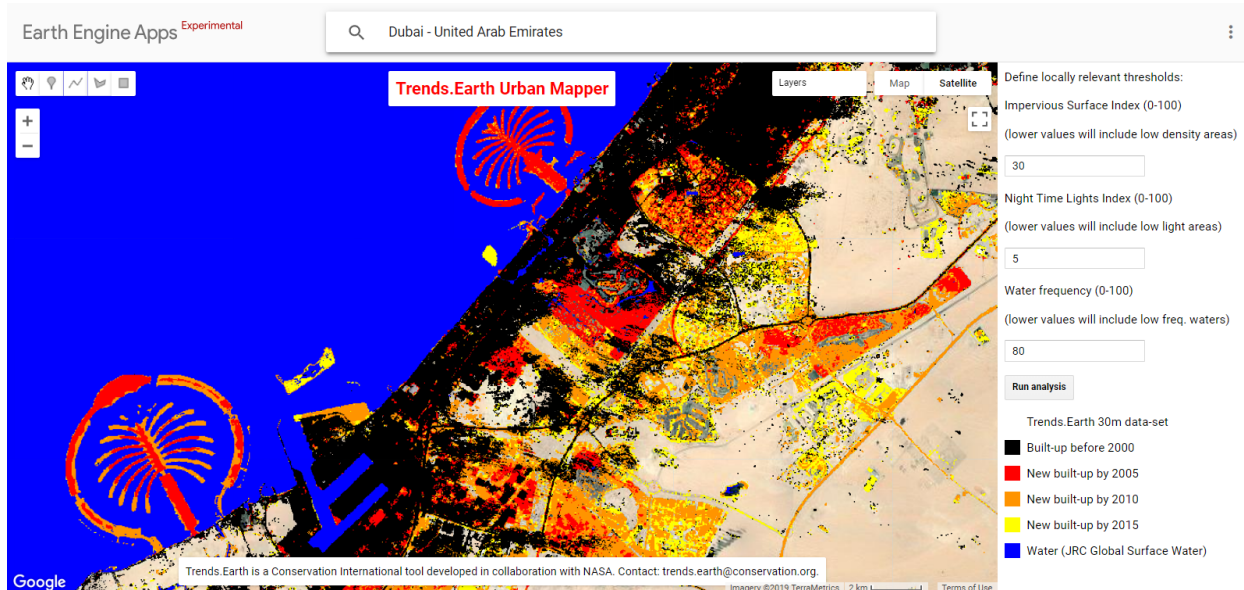 Earth Engine Apps Experimental
Dubai - United Arab Emirates
Trends.Earth Urban Mapper
Layers
Map
Satellite
+
−
Define locally relevant thresholds:
Impervious Surface Index (0-100)
(lower values will include low density areas)
30
Night Time Lights Index (0-100)
(lower values will include low light areas)
5
Water frequency (0-100)
(lower values will include low freq. waters)
80
Run analysis
Trends.Earth 30m data-set
Built-up before 2000
New built-up by 2005
New built-up by 2010
New built-up by 2015
Water (JRC Global Surface Water)
Trends.Earth is a Conservation International tool developed in collaboration with NASA. Contact: trends.earth@conservation.org.
Google
Imagery ©2019 TerraMetrics
2 km
Terms of Use